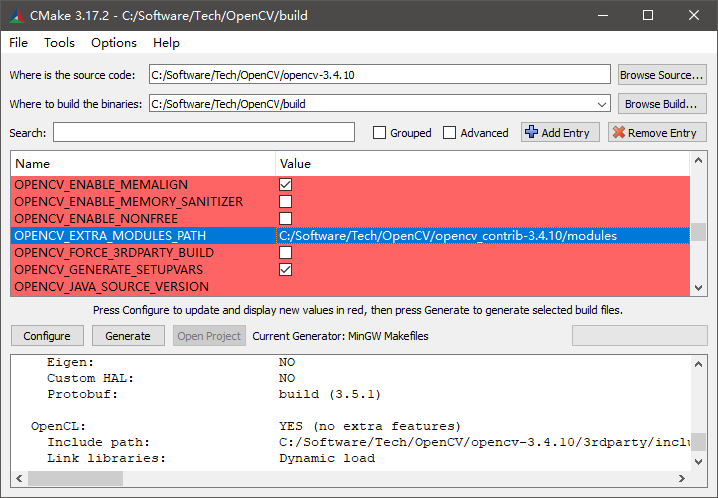 CMake 3.17.2 - C:/Software/Tech/OpenCV/build
File Tools Options Help
Where is the source code: C:/Software/Tech/OpenCV/opencv-3.4.10 Browse Source...
Where to build the binaries: C:/Software/Tech/OpenCV/build Browse Build...
Search: Grouped Advanced Add Entry Remove Entry
Name Value
OPENCV_ENABLE_MEMALIGN
OPENCV_ENABLE_MEMORY_SANITIZER
OPENCV_ENABLE_NONFREE
OPENCV_EXTRA_MODULES_PATH C:/Software/Tech/OpenCV/opencv_contrib-3.4.10/modules
OPENCV_FORCE_3RDPARTY_BUILD
OPENCV_GENERATE_SETUPVARS
OPENCV_JAVA_SOURCE_VERSION
Press Configure to update and display new values in red, then press Generate to generate selected build files.
Configure Generate Open Project Current Generator: MinGW Makefiles
Eigen: NO
Custom HAL: NO
Protobuf: build (3.5.1)
OpenCL: YES (no extra features)
Include path: C:/Software/Tech/OpenCV/opencv-3.4.10/3rdparty/inclu
Link libraries: Dynamic load